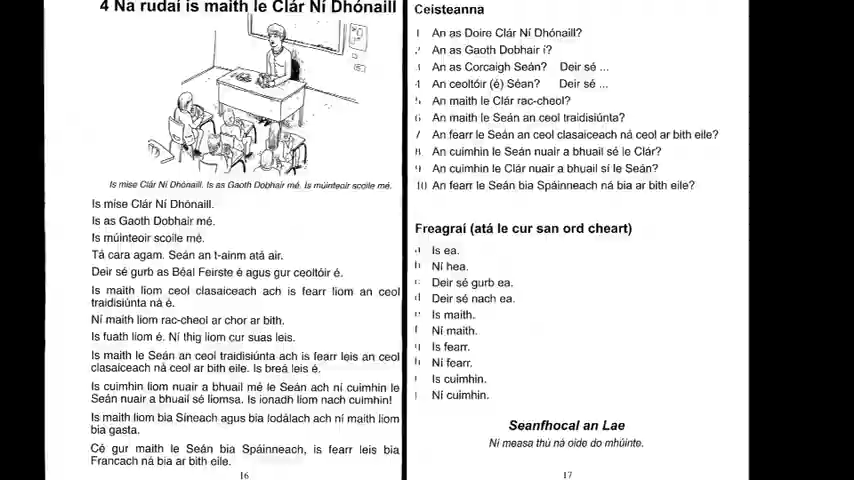 4 Na rudaí is maith le Clár Ní Dhónaill
Is mise Clár Ní Dhónaill. Is as Gaoth Dobhair mé. Is múinteoir scoile mé.
Is mise Clár Ní Dhónaill.
Is as Gaoth Dobhair mé.
Is múinteoir scoile mé.
Tá cara agam. Seán an t-ainm atá air.
Deir sé gurb as Béal Feirste é agus gur ceoltóir é.
Is maith liom ceol clasaiceach ach is fearr liom an ceol
traidisiúnta ná é.
Ní maith liom rac-cheol ar chor ar bith.
Is fuath liom é. Ní thig liom cur suas leis.
Is maith le Seán an ceol traidisiúnta ach is fearr leis an ceol
clasaiceach ná ceol ar bith eile. Is breá leis é.
Is cuimhin liom nuair a bhuail mé le Seán ach ní cuimhin le
Seán nuair a bhuail sé liomsa. Is ionadh liom nach cuimhin!
Is maith liom bia Síneach agus bia Iodálach ach ní maith liom
bia gasta.
Cé gur maith le Seán bia Spáinneach, is fearr leis bia
Francach ná bia ar bith eile.
16
Ceisteanna
1 An as Doire Clár Ní Dhónaill?
2 An as Gaoth Dobhair í?
3 An as Corcaigh Seán? Deir sé ...
4 An ceoltóir (é) Séan? Deir sé ...
5 An maith le Clár rac-cheol?
6 An maith le Seán an ceol traidisiúnta?
7 An fearr le Seán an ceol clasaiceach ná ceol ar bith eile?
8 An cuimhin le Seán nuair a bhuail sé le Clár?
9 An cuimhin le Clár nuair a bhuail sí le Seán?
10 An fearr le Seán bia Spáinneach ná bia ar bith eile?
Freagraí (atá le cur san ord cheart)
a Is ea.
b Ní hea.
c Deir sé gurb ea.
d Deir sé nach ea.
e Is maith.
f Ní maith.
g Is fearr.
h Ní fearr.
i Is cuimhin.
j Ní cuimhin.
Seanfhocal an Lae
Ní measa thú ná oide do mhúinte.
17